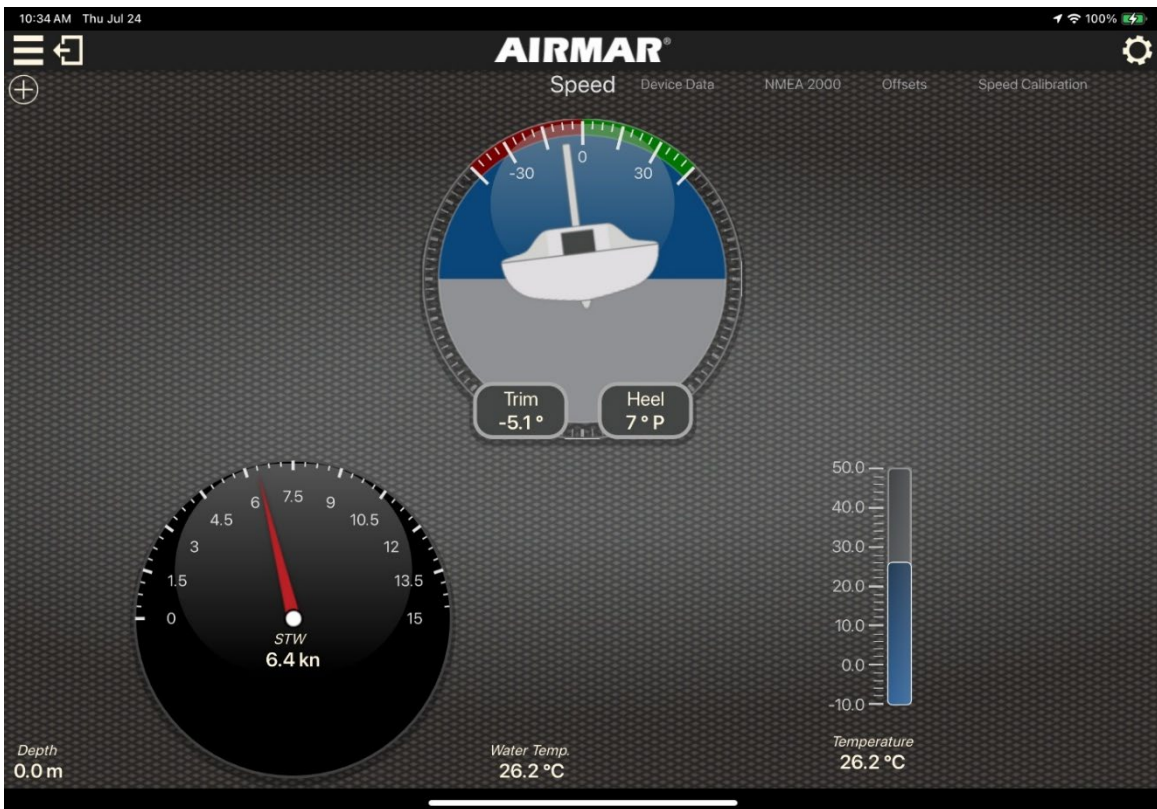 10:34 AM Thu Jul 24
100%
AIRMAR®
Speed
Device Data
NMEA 2000
Offsets
Speed Calibration
-30
0
30
Trim
-5.1 °
Heel
7 ° P
0
1.5
3
4.5
6
7.5
9
10.5
12
13.5
15
STW
6.4 kn
50.0
40.0
30.0
20.0
10.0
0.0
-10.0
Depth
0.0 m
Water Temp.
26.2 °C
Temperature
26.2 °C